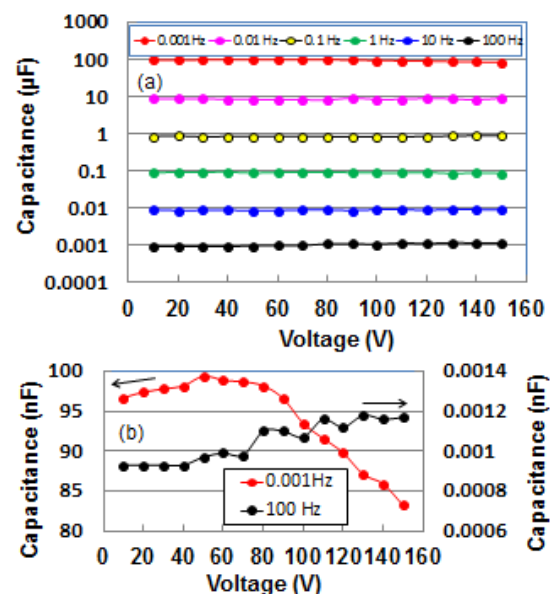 0.001Hz 0.01 Hz 0.1 Hz 1 Hz 10 Hz 100 Hz
(a)
Capacitance (µF)
1000
100
10
1
0.1
0.01
0.001
0.0001
0 20 40 60 80 100 120 140 160
Voltage (V)
(b)
Capacitance (nF)
100
95
90
85
80
0.001Hz
100 Hz
0.0014
0.0012
0.001
0.0008
0.0006
Capacitance (nF)
0 20 40 60 80 100 120 140 160
Voltage (V)